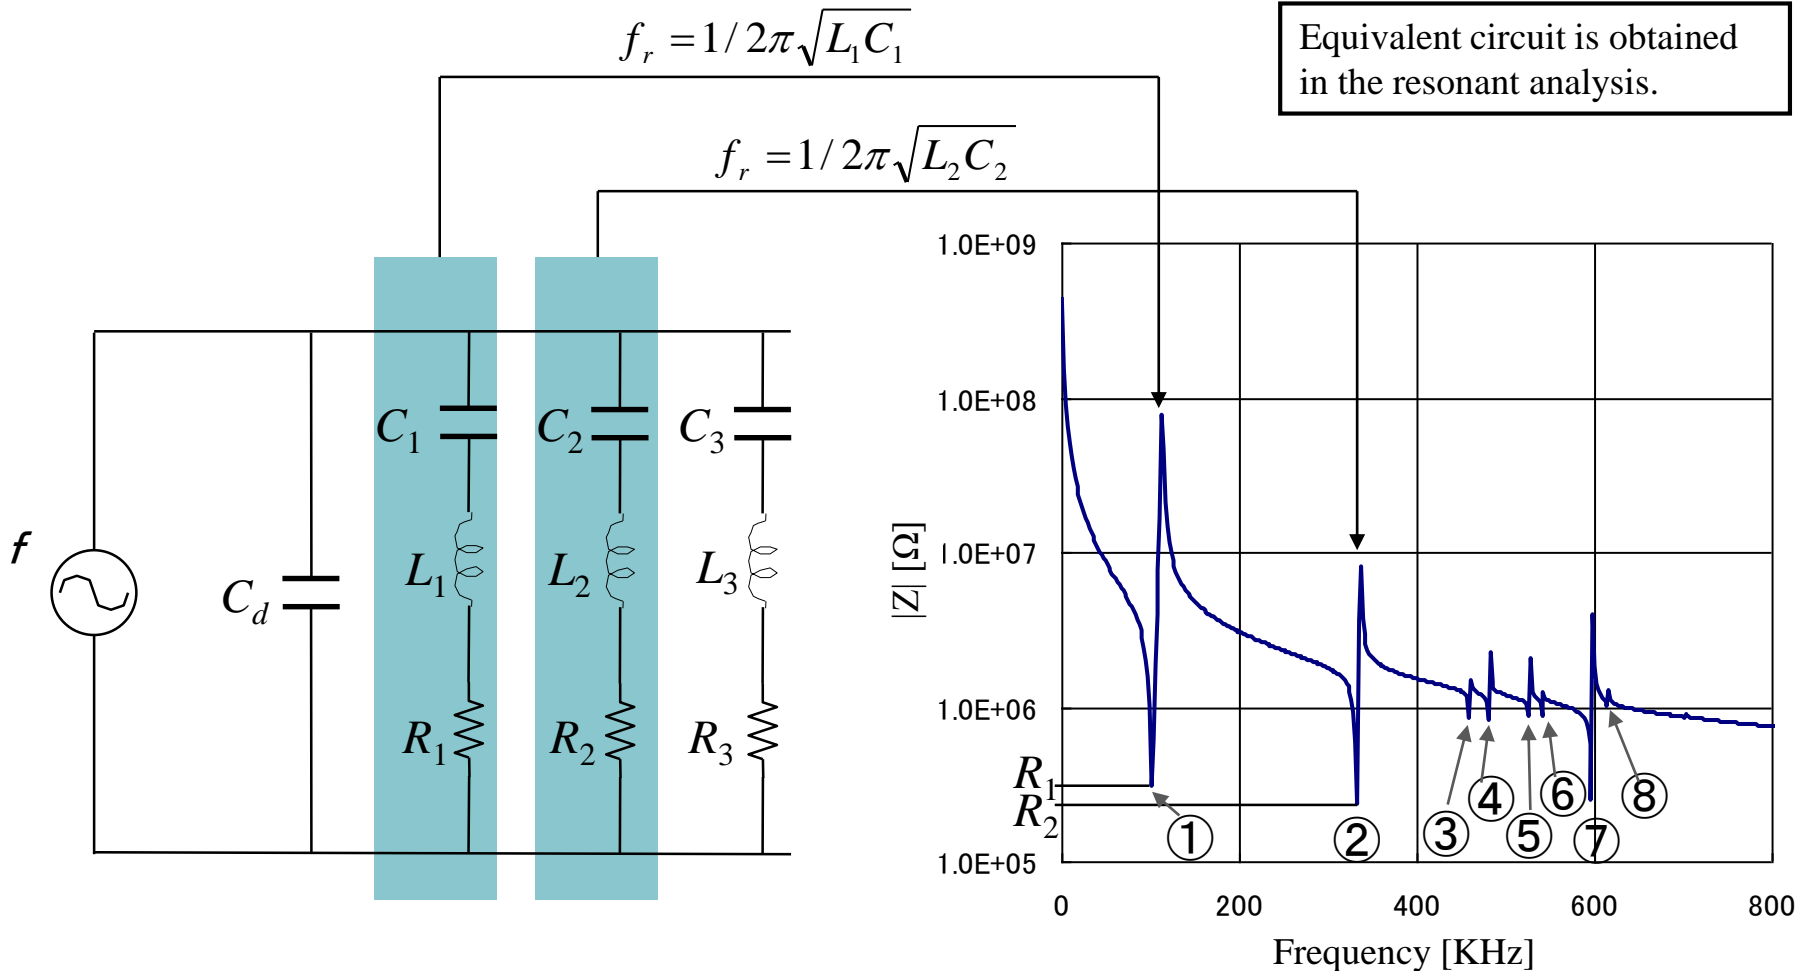 f_r = 1 / 2π√L₁C₁
Equivalent circuit is obtained
in the resonant analysis.
f_r = 1 / 2π√L₂C₂
f
C_d
C₁
C₂
C₃
L₁
L₂
L₃
R₁
R₂
R₃
|Z| [Ω]
1.0E+09
1.0E+08
1.0E+07
1.0E+06
1.0E+05
R₁
R₂
①
②
③
④
⑤
⑥
⑦
⑧
0 200 400 600 800
Frequency [KHz]